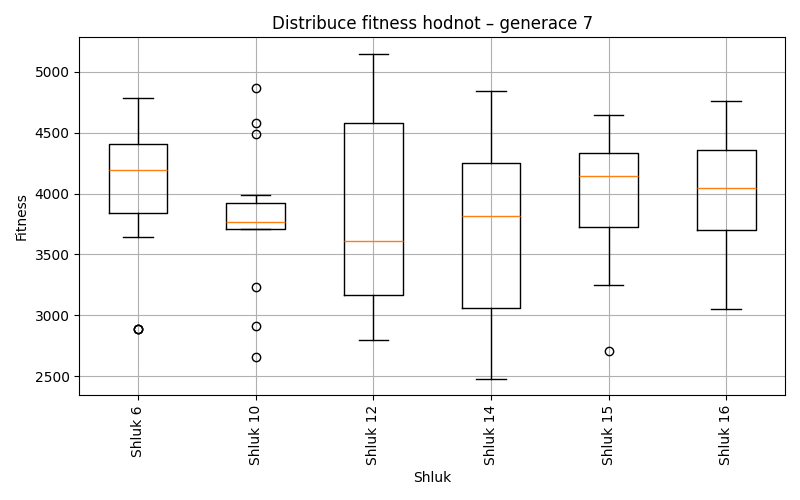 Distribuce fitness hodnot – generace 7
Fitness
5000
4500
4000
3500
3000
2500
Shluk 6
Shluk 10
Shluk 12
Shluk 14
Shluk 15
Shluk 16
Shluk